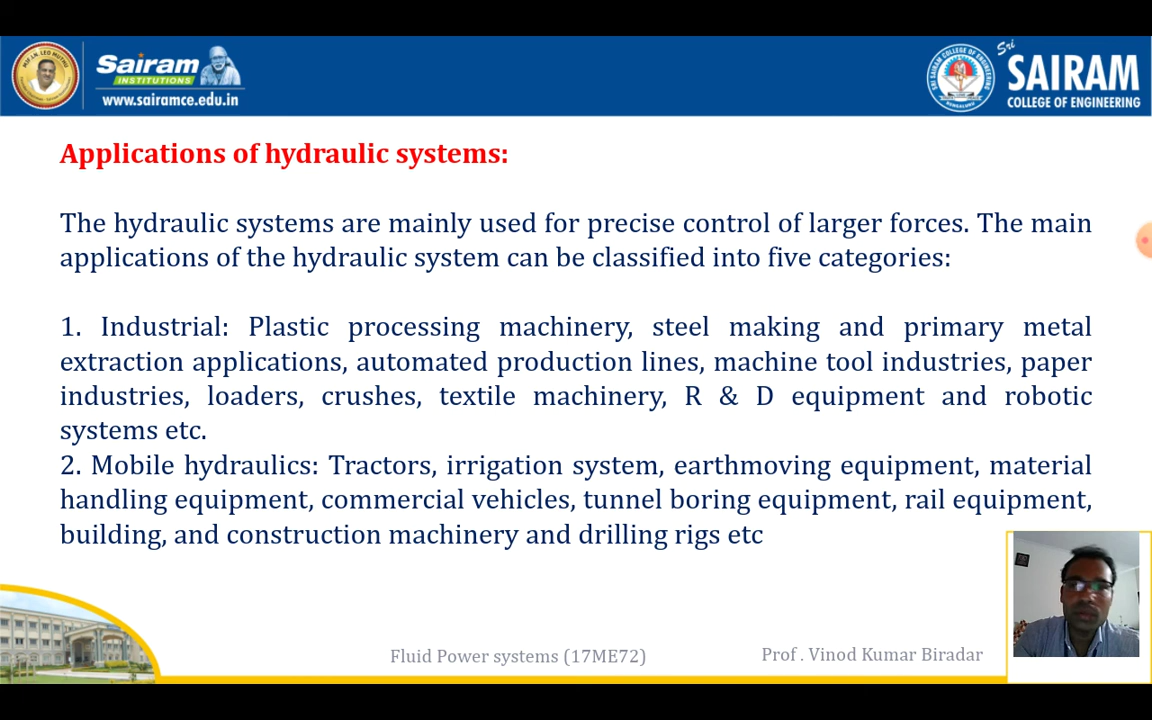 Sairam
INSTITUTIONS
www.sairamce.edu.in
Sri
SAIRAM
COLLEGE OF ENGINEERING
Applications of hydraulic systems:
The hydraulic systems are mainly used for precise control of larger forces. The main
applications of the hydraulic system can be classified into five categories:
1. Industrial: Plastic processing machinery, steel making and primary metal
extraction applications, automated production lines, machine tool industries, paper
industries, loaders, crushes, textile machinery, R & D equipment and robotic
systems etc.
2. Mobile hydraulics: Tractors, irrigation system, earthmoving equipment, material
handling equipment, commercial vehicles, tunnel boring equipment, rail equipment,
building, and construction machinery and drilling rigs etc
Fluid Power systems (17ME72)
Prof . Vinod Kumar Biradar